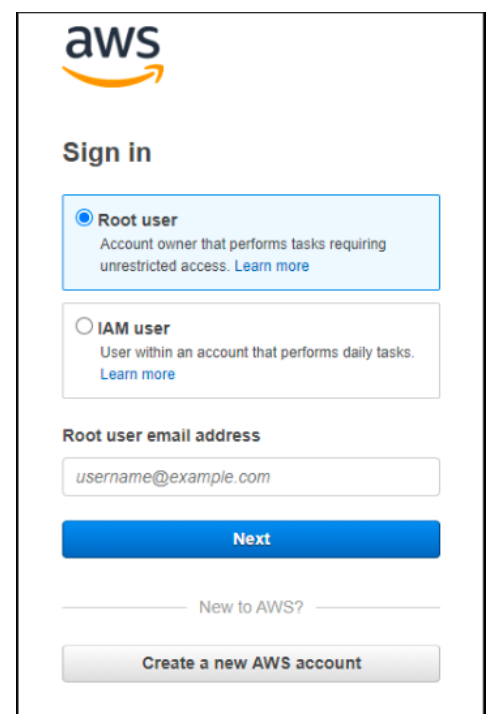 aws
Sign in
Root user
Account owner that performs tasks requiring
unrestricted access. Learn more
IAM user
User within an account that performs daily tasks.
Learn more
Root user email address
username@example.com
Next
New to AWS?
Create a new AWS account